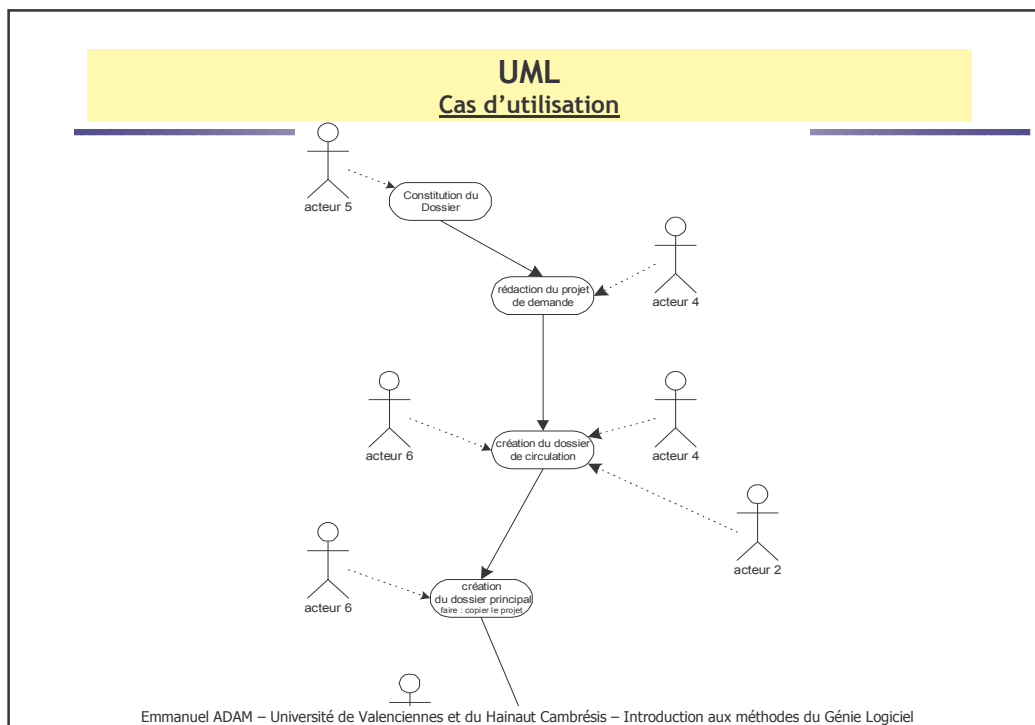 UML
Cas d'utilisation
acteur 5
Constitution du
Dossier
rédaction du projet
de demande
acteur 4
acteur 6
création du dossier
de circulation
acteur 4
acteur 2
création
du dossier principal
faire : copier le projet
acteur 6
Emmanuel ADAM – Université de Valenciennes et du Hainaut Cambrésis – Introduction aux méthodes du Génie Logiciel